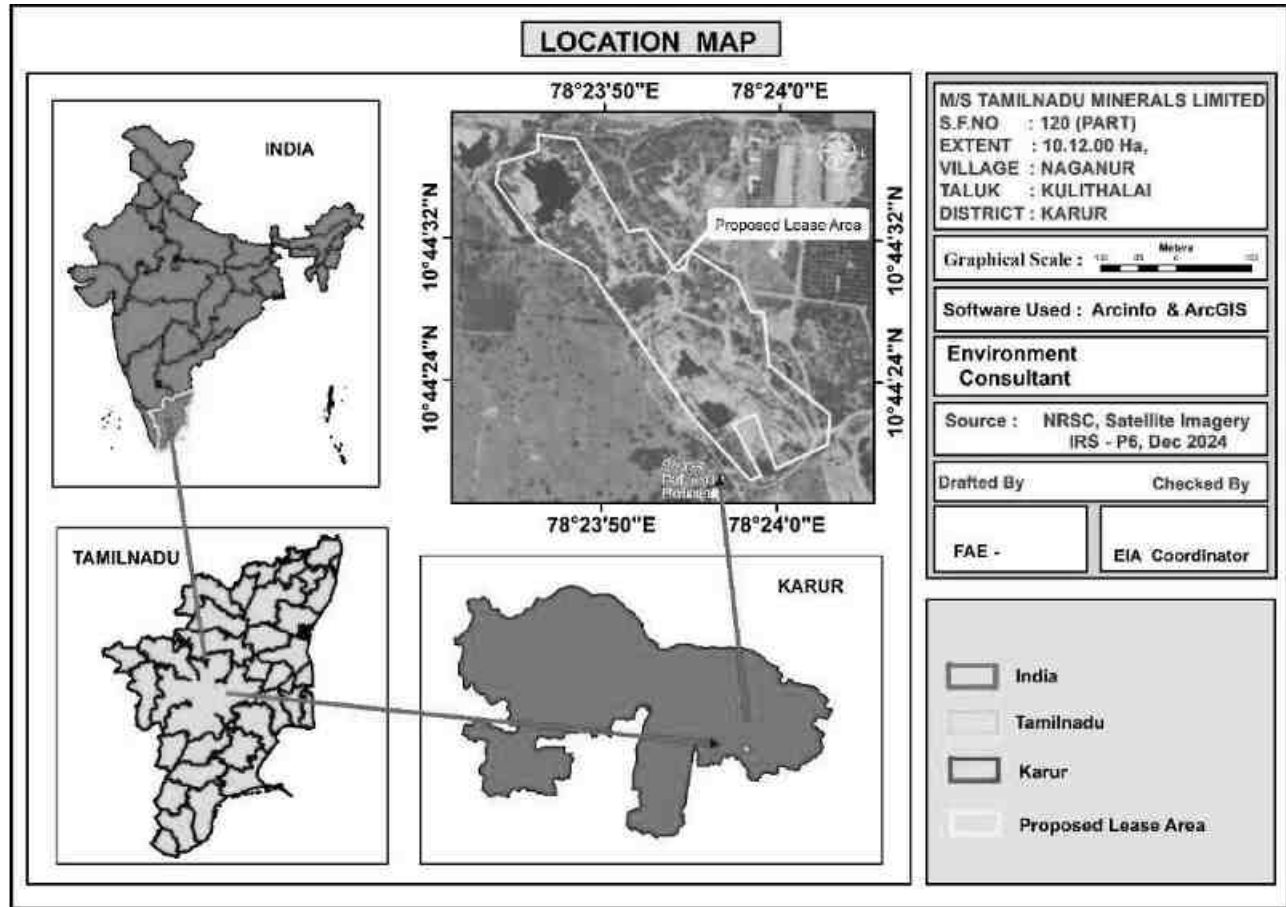 LOCATION MAP
INDIA
78°23'50"E 78°24'0"E
10°44'32"N 10°44'32"N
Proposed Lease Area
10°44'24"N 10°44'24"N
78°23'50"E 78°24'0"E
TAMILNADU
KARUR
M/S TAMILNADU MINERALS LIMITED
S.F.NO : 120 (PART)
EXTENT : 10.12.00 Ha,
VILLAGE : NAGANUR
TALUK : KULITHALAI
DISTRICT : KARUR
Meters
Graphical Scale :
Software Used : Arcinfo & ArcGIS
Environment
Consultant
Source : NRSC, Satellite Imagery
IRS - P6, Dec 2024
Drafted By Checked By
FAE - EIA Coordinator
India
Tamilnadu
Karur
Proposed Lease Area